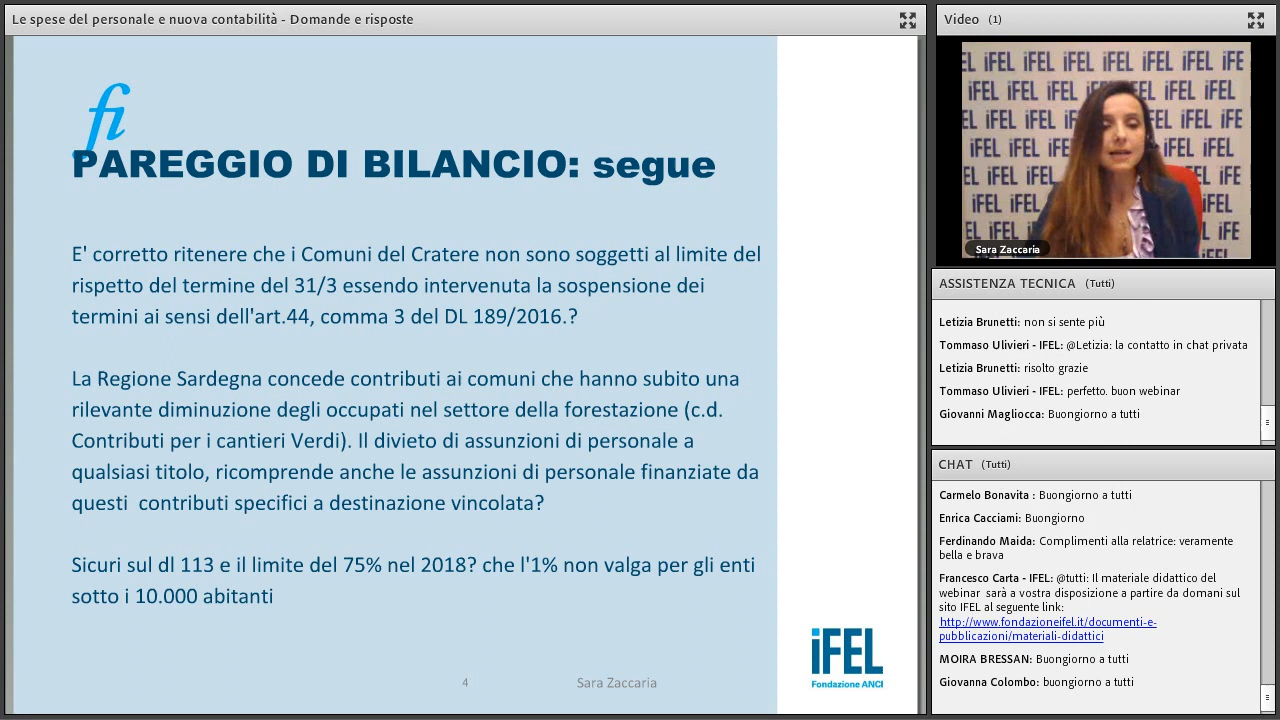 Le spese del personale e nuova contabilità - Domande e risposte
fi
PAREGGIO DI BILANCIO: segue
E' corretto ritenere che i Comuni del Cratere non sono soggetti al limite del
rispetto del termine del 31/3 essendo intervenuta la sospensione dei
termini ai sensi dell'art.44, comma 3 del DL 189/2016.?
La Regione Sardegna concede contributi ai comuni che hanno subito una
rilevante diminuzione degli occupati nel settore della forestazione (c.d.
Contributi per i cantieri Verdi). Il divieto di assunzioni di personale a
qualsiasi titolo, ricomprende anche le assunzioni di personale finanziate da
questi  contributi specifici a destinazione vincolata?
Sicuri sul dl 113 e il limite del 75% nel 2018? che l'1% non valga per gli enti
sotto i 10.000 abitanti
4
Sara Zaccaria
iFEL
Fondazione ANCI
Video (1)
Sara Zaccaria
ASSISTENZA TECNICA (Tutti)
Letizia Brunetti: non si sente più
Tommaso Ulivieri - IFEL: @Letizia: la contatto in chat privata
Letizia Brunetti: risolto grazie
Tommaso Ulivieri - IFEL: perfetto. buon webinar
Giovanni Magliocca: Buongiorno a tutti
CHAT (Tutti)
Carmelo Bonavita : Buongiorno a tutti
Enrica Cacciami: Buongiorno
Ferdinando Maida: Complimenti alla relatrice: veramente
bella e brava
Francesco Carta - IFEL: @tutti: Il materiale didattico del
webinar  sarà a vostra disposizione a partire da domani sul
sito IFEL al seguente link:
http://www.fondazioneifel.it/documenti-e-
pubblicazioni/materiali-didattici
MOIRA BRESSAN: Buongiorno a tutti
Giovanna Colombo: buongiorno a tutti